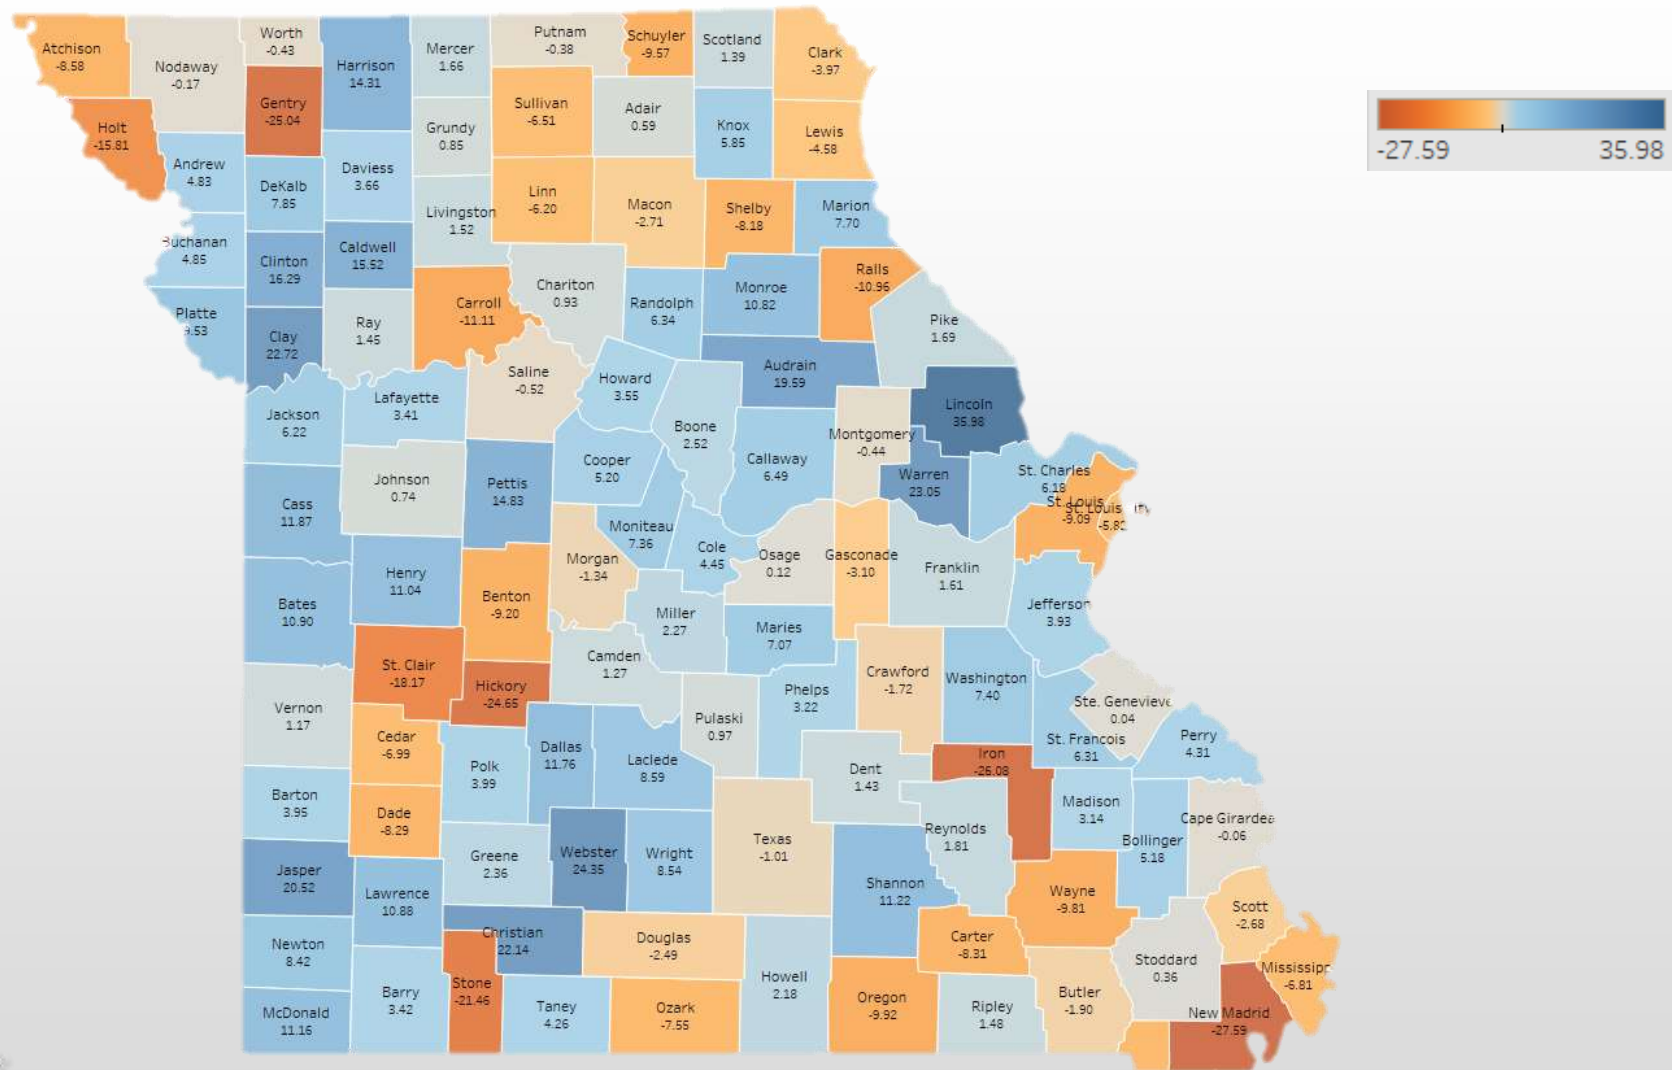 Atchison
-8.58
Nodaway
-0.17
Worth
-0.43
Harrison
14.31
Mercer
1.66
Putnam
-0.38
Schuyler
-9.57
Scotland
1.39
Clark
-3.97
-27.59
35.98
Holt
-15.81
Gentry
-25.04
Grundy
0.85
Sullivan
-6.51
Adair
0.59
Knox
5.85
Lewis
-4.58
Andrew
4.83
DeKalb
7.85
Daviess
3.66
Livingston
1.52
Linn
-6.20
Macon
-2.71
Shelby
-8.18
Marion
7.70
Buchanan
4.85
Clinton
16.29
Caldwell
15.52
Carroll
-11.11
Chariton
0.93
Randolph
6.34
Monroe
10.82
Ralls
-10.96
Pike
1.69
Platte
9.53
Clay
22.72
Ray
1.45
Saline
-0.52
Howard
3.55
Audrain
19.59
Lincoln
35.98
Jackson
6.22
Lafayette
3.41
Boone
2.52
Callaway
6.49
Montgomery
-0.44
Warren
23.05
St. Charles
6.18
St. Louis
-9.09
St. Louis
-5.82
Cass
11.87
Johnson
0.74
Pettis
14.83
Cooper
5.20
Moniteau
7.36
Cole
4.45
Osage
0.12
Gasconade
-3.10
Franklin
1.61
Jefferson
3.93
Bates
10.90
Henry
11.04
Benton
-9.20
Morgan
-1.34
Miller
2.27
Maries
7.07
Vernon
1.17
St. Clair
-18.17
Hickory
-24.65
Camden
1.27
Pulaski
0.97
Phelps
3.22
Crawford
-1.72
Washington
7.40
Ste. Genevieve
0.04
St. Francois
6.31
Perry
4.31
Cedar
-6.99
Polk
3.99
Dallas
11.76
Laclede
8.59
Dent
1.43
Iron
-26.08
Madison
3.14
Bollinger
5.18
Cape Girardea
-0.06
Barton
3.95
Dade
-8.29
Greene
2.36
Webster
24.35
Wright
8.54
Texas
-1.01
Shannon
11.22
Reynolds
1.81
Wayne
-9.81
Scott
-2.68
Jasper
20.52
Lawrence
10.88
Christian
22.14
Douglas
-2.49
Howell
2.18
Carter
-8.31
Stoddard
0.36
Mississipp
-6.81
Newton
8.42
Barry
3.42
Stone
-21.46
Taney
4.26
Ozark
-7.55
Oregon
-9.92
Ripley
1.48
Butler
-1.90
New Madrid
-27.59
McDonald
11.16